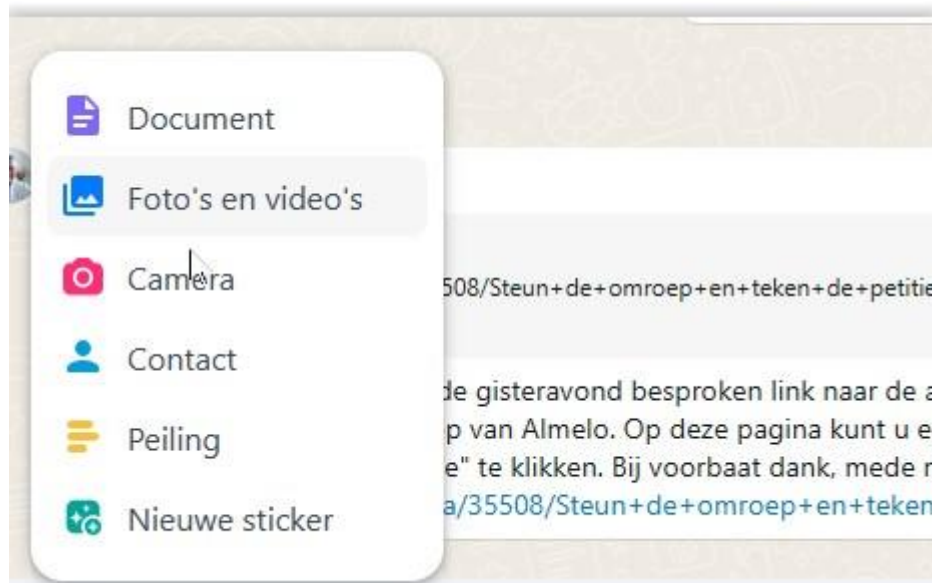 Document
Foto's en video's
Camera
Contact
Peiling
Nieuwe sticker
508/Steun+de+omroep+en+teken+de+petitie
de gisteravond besproken link naar de
p van Almelo. Op deze pagina kunt u
e" te klikken. Bij voorbaat dank, mede
a/35508/Steun+de+omroep+en+teken